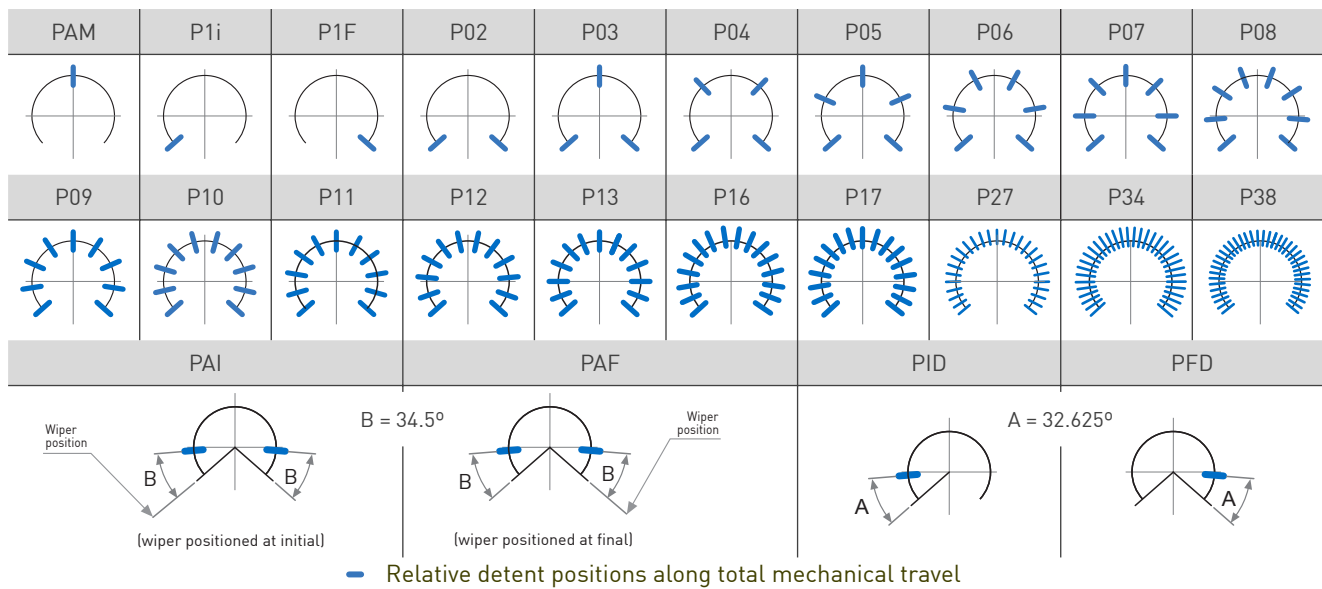 PAM P1i P1F P02 P03 P04 P05 P06 P07 P08
P09 P10 P11 P12 P13 P16 P17 P27 P34 P38
PAI PAF PID PFD
Wiper
position
B
B
B = 34.5º
(wiper positioned at initial)
Wiper
position
B
B
(wiper positioned at final)
A = 32.625º
A
A
Relative detent positions along total mechanical travel